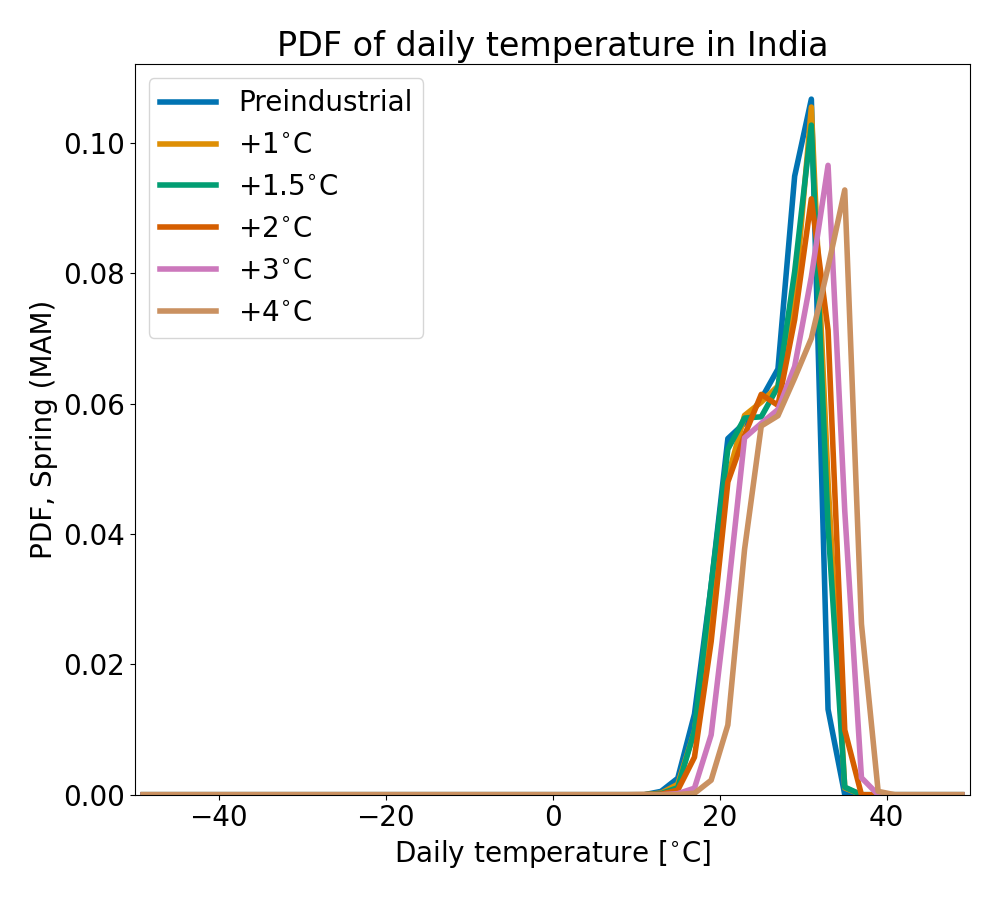 PDF of daily temperature in India
Preindustrial
+1°C
+1.5°C
+2°C
+3°C
+4°C
PDF, Spring (MAM)
0.10
0.08
0.06
0.04
0.02
0.00
−40
−20
0
20
40
Daily temperature [°C]